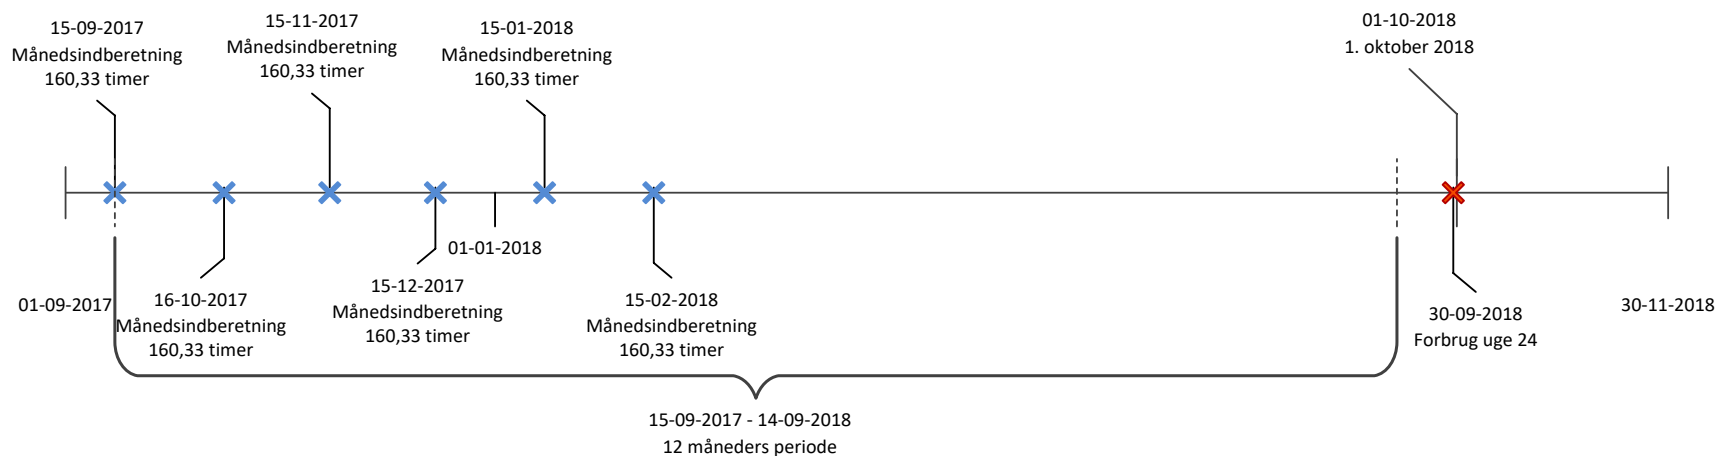 15-09-2017
Månedsindberetning
160,33 timer
15-11-2017
Månedsindberetning
160,33 timer
15-01-2018
Månedsindberetning
160,33 timer
01-10-2018
1. oktober 2018
01-09-2017
16-10-2017
Månedsindberetning
160,33 timer
15-12-2017
Månedsindberetning
160,33 timer
01-01-2018
15-02-2018
Månedsindberetning
160,33 timer
30-09-2018
Forbrug uge 24
30-11-2018
15-09-2017 - 14-09-2018
12 måneders periode